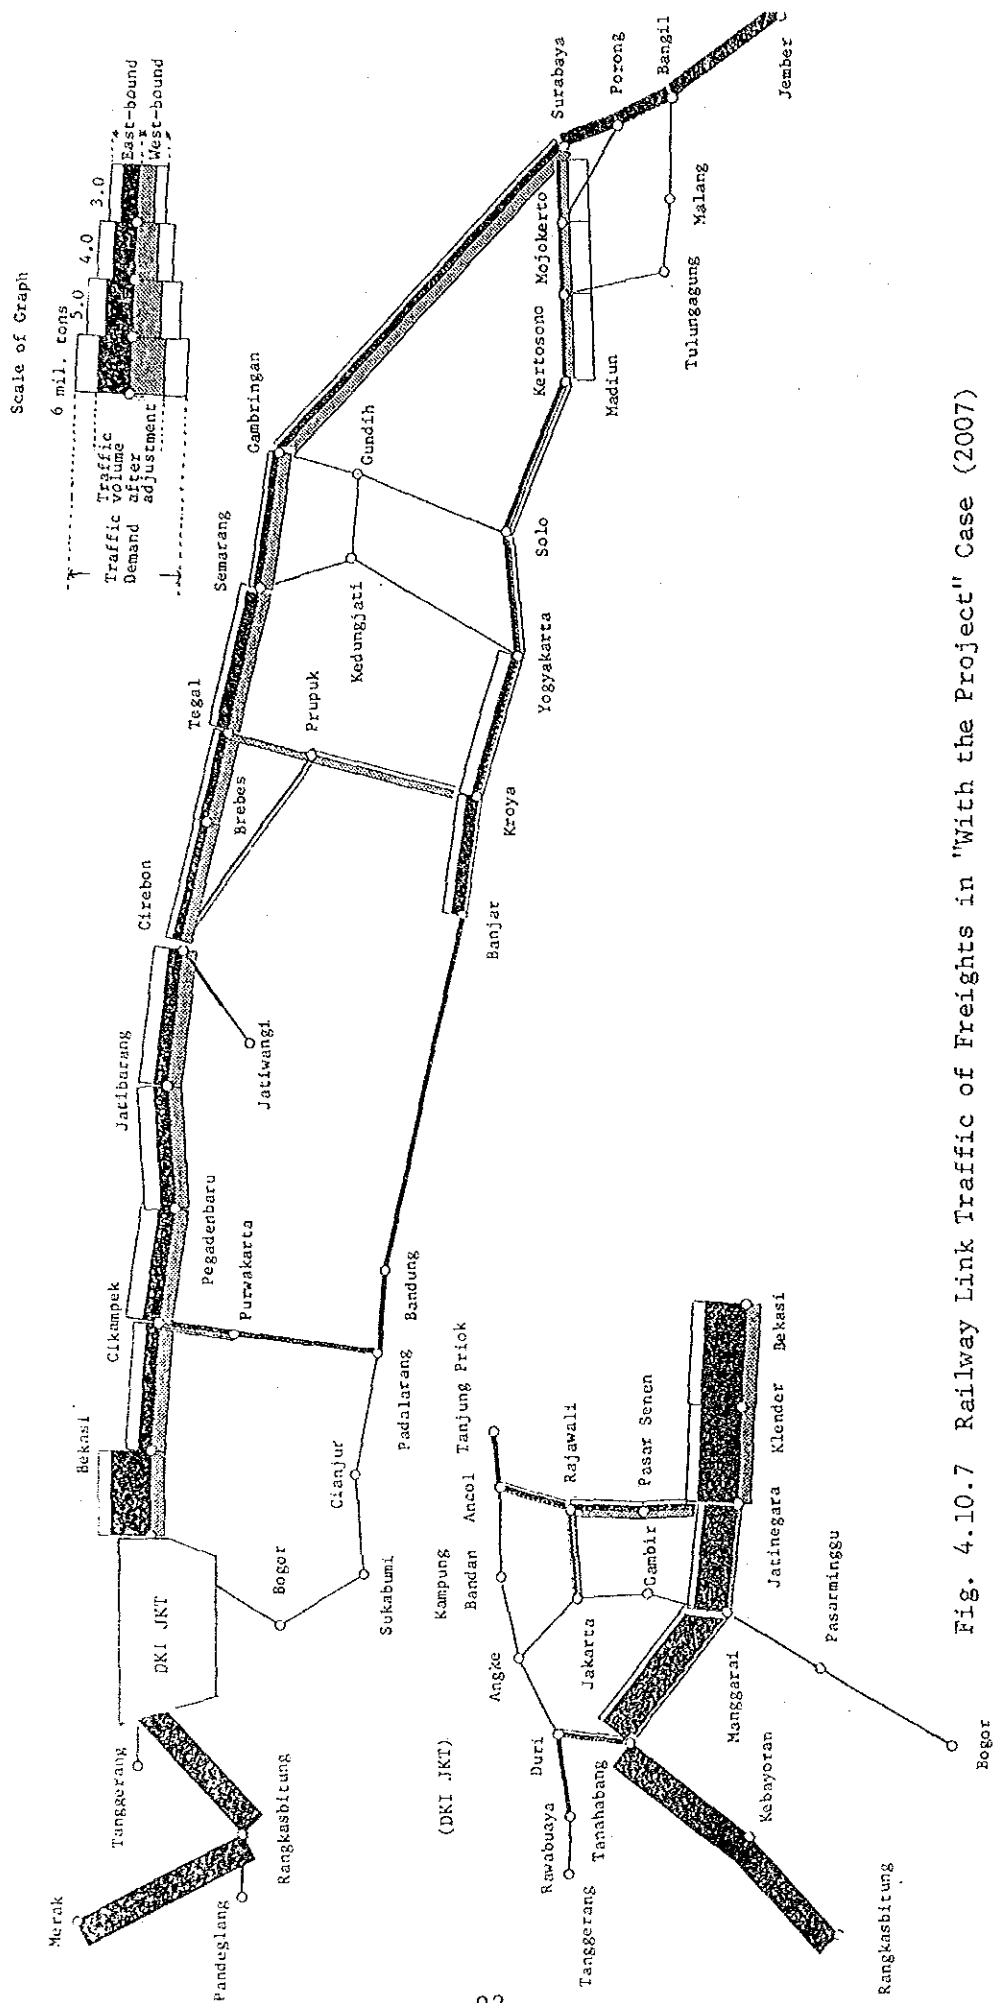 Scale of Graph
6 mil. tons
5.0
4.0
3.0
East-bound
West-bound
Traffic Traffic
Demand volume
after
adjustment
Merak
Tanggerang
Pandeglang
Rangkasbitung
DKI JKT
Bogor
Sukabumi
Cianjur
Padalarang
Bandung
Bekasi
Cikampek
Purwakarta
Pegadenbaru
Jatibarang
Jatiwangi
Cirebon
Brebes
Tegal
Prupuk
Banjar
Kroya
Semarang
Kedungjati
Yogyakarta
Gambringan
Gundih
Solo
Madiun
Kertosono
Mojokerto
Surabaya
Porong
Bangil
Jember
Tulungagung
Malang
(DKI JKT)
Tanggerang
Rawabuaya
Duri
Tanahabang
Kebayoran
Rangkasbitung
Angke
Kampung
Bandan
Ancol
Tanjung Priok
Jakarta
Rajawali
Gambir
Pasar Senen
Manggarai
Jatinegara
Klender
Bekasi
Pasarminggu
Bogor
Fig. 4.10.7 Railway Link Traffic of Freights in "With the Project" Case (2007)